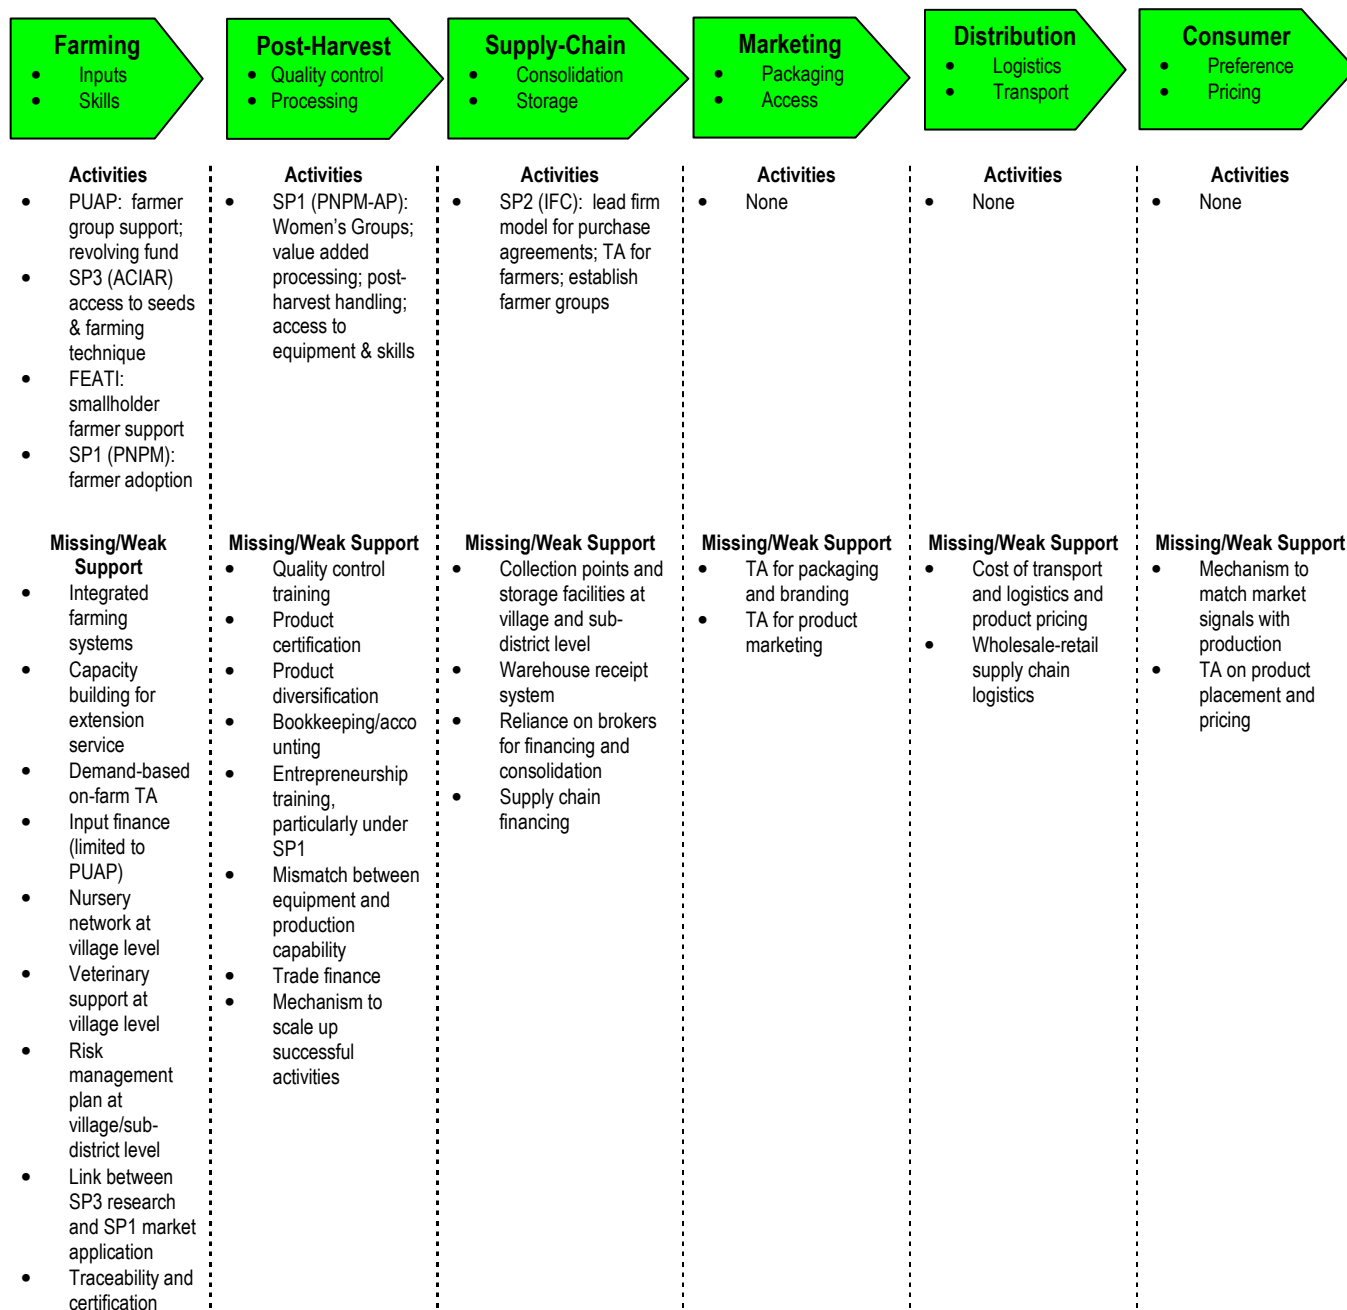 Farming
• Inputs
• Skills
Post-Harvest
• Quality control
• Processing
Supply-Chain
• Consolidation
• Storage
Marketing
• Packaging
• Access
Distribution
• Logistics
• Transport
Consumer
• Preference
• Pricing
Activities
• PUAP: farmer
group support;
revolving fund
• SP3 (ACIAR)
access to seeds
& farming
technique
• FEATI:
smallholder
farmer support
• SP1 (PNPM):
farmer adoption
Activities
• SP1 (PNPM-AP):
Women's Groups;
value added
processing; post-
harvest handling;
access to
equipment & skills
Activities
• SP2 (IFC): lead firm
model for purchase
agreements; TA for
farmers; establish
farmer groups
Activities
• None
Activities
• None
Activities
• None
Missing/Weak
Support
• Integrated
farming
systems
• Capacity
building for
extension
service
• Demand-based
on-farm TA
• Input finance
(limited to
PUAP)
• Nursery
network at
village level
• Veterinary
support at
village level
• Risk
management
plan at
village/sub-
district level
• Link between
SP3 research
and SP1 market
application
• Traceability and
certification
Missing/Weak Support
• Quality control
training
• Product
certification
• Product
diversification
• Bookkeeping/acco
unting
• Entrepreneurship
training,
particularly under
SP1
• Mismatch between
equipment and
production
capability
• Trade finance
• Mechanism to
scale up
successful
activities
Missing/Weak Support
• Collection points and
storage facilities at
village and sub-
district level
• Warehouse receipt
system
• Reliance on brokers
for financing and
consolidation
• Supply chain
financing
Missing/Weak Support
• TA for packaging
and branding
• TA for product
marketing
Missing/Weak Support
• Cost of transport
and logistics and
product pricing
• Wholesale-retail
supply chain
logistics
Missing/Weak Support
• Mechanism to
match market
signals with
production
• TA on product
placement and
pricing